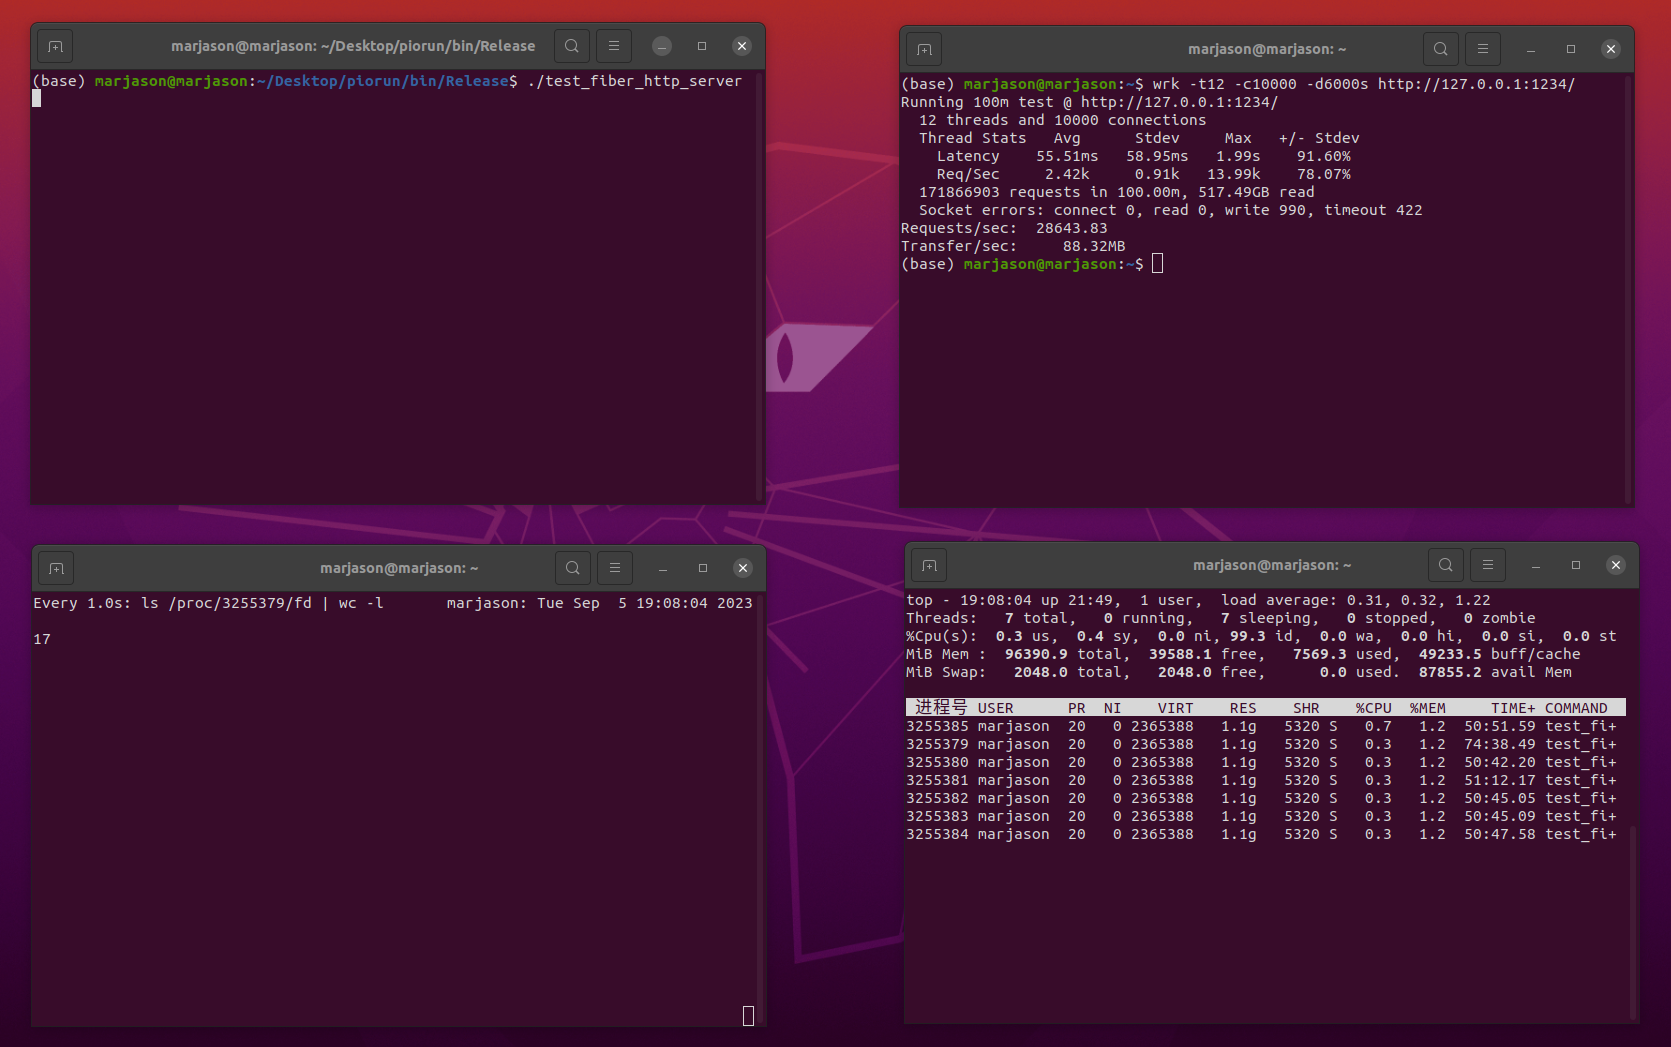 marjason@marjason: ~/Desktop/piorun/bin/Release
(base) marjason@marjason:~/Desktop/piorun/bin/Release$ ./test_fiber_http_server
marjason@marjason: ~
(base) marjason@marjason:~$ wrk -t12 -c10000 -d6000s http://127.0.0.1:1234/
Running 100m test @ http://127.0.0.1:1234/
12 threads and 10000 connections
Thread Stats Avg Stdev Max +/- Stdev
Latency 55.51ms 58.95ms 1.99s 91.60%
Req/Sec 2.42k 0.91k 13.99k 78.07%
171866903 requests in 100.00m, 517.49GB read
Socket errors: connect 0, read 0, write 990, timeout 422
Requests/sec: 28643.83
Transfer/sec: 88.32MB
(base) marjason@marjason:~$
marjason@marjason: ~
Every 1.0s: ls /proc/3255379/fd | wc -l marjason: Tue Sep 5 19:08:04 2023
17
marjason@marjason: ~
top - 19:08:04 up 21:49, 1 user, load average: 0.31, 0.32, 1.22
Threads: 7 total, 0 running, 7 sleeping, 0 stopped, 0 zombie
%Cpu(s): 0.3 us, 0.4 sy, 0.0 ni, 99.3 id, 0.0 wa, 0.0 hi, 0.0 si, 0.0 st
MiB Mem : 96390.9 total, 39588.1 free, 7569.3 used, 49233.5 buff/cache
MiB Swap: 2048.0 total, 2048.0 free, 0.0 used. 87855.2 avail Mem
进程号 USER PR NI VIRT RES SHR %CPU %MEM TIME+ COMMAND
3255385 marjason 20 0 2365388 1.1g 5320 S 0.7 1.2 50:51.59 test_fi+
3255379 marjason 20 0 2365388 1.1g 5320 S 0.3 1.2 74:38.49 test_fi+
3255380 marjason 20 0 2365388 1.1g 5320 S 0.3 1.2 50:42.20 test_fi+
3255381 marjason 20 0 2365388 1.1g 5320 S 0.3 1.2 51:12.17 test_fi+
3255382 marjason 20 0 2365388 1.1g 5320 S 0.3 1.2 50:45.05 test_fi+
3255383 marjason 20 0 2365388 1.1g 5320 S 0.3 1.2 50:45.09 test_fi+
3255384 marjason 20 0 2365388 1.1g 5320 S 0.3 1.2 50:47.58 test_fi+